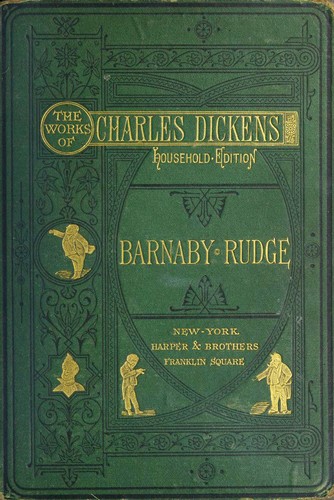 THE
WORKS
OF
CHARLES DICKENS
HOUSEHOLD-EDITION
BARNABY RUDGE
NEW-YORK.
HARPER & BROTHERS
FRANKLIN SQUARE